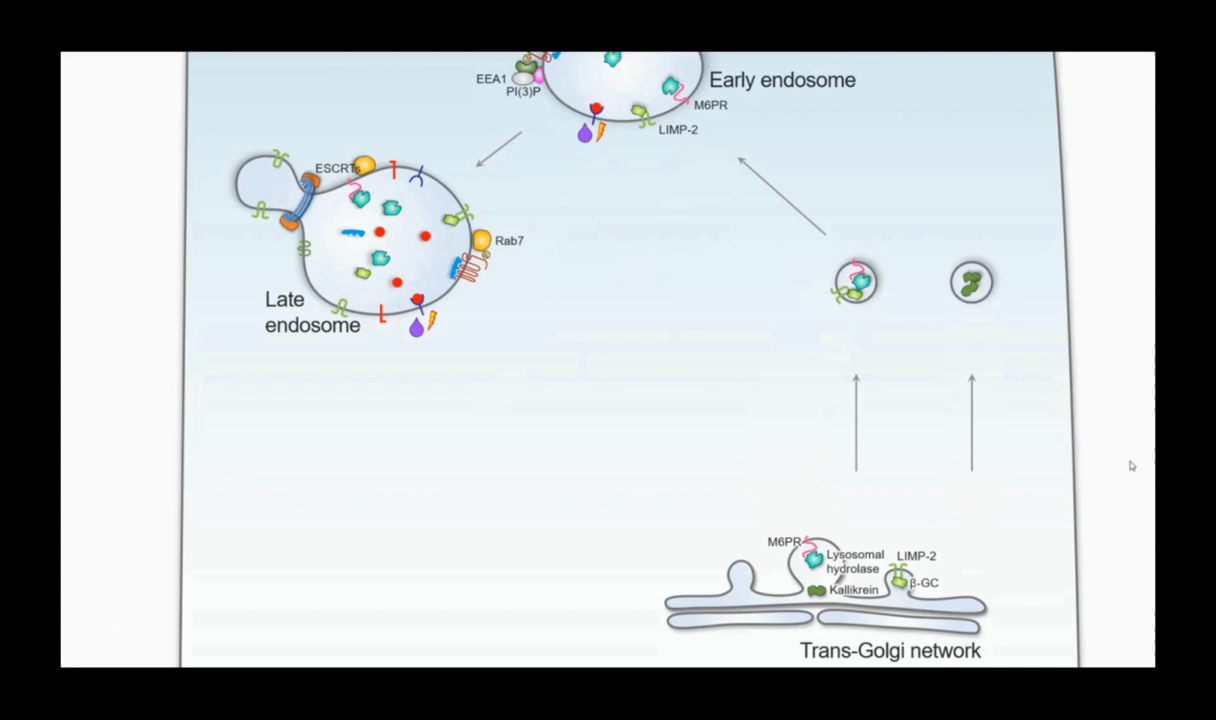 EEA1
PI(3)P
Early endosome
M6PR
LIMP-2
ESCRTs
Rab7
Late
endosome
M6PR
Lysosomal
hydrolase
LIMP-2
Kallikrein
β-GC
Trans-Golgi network